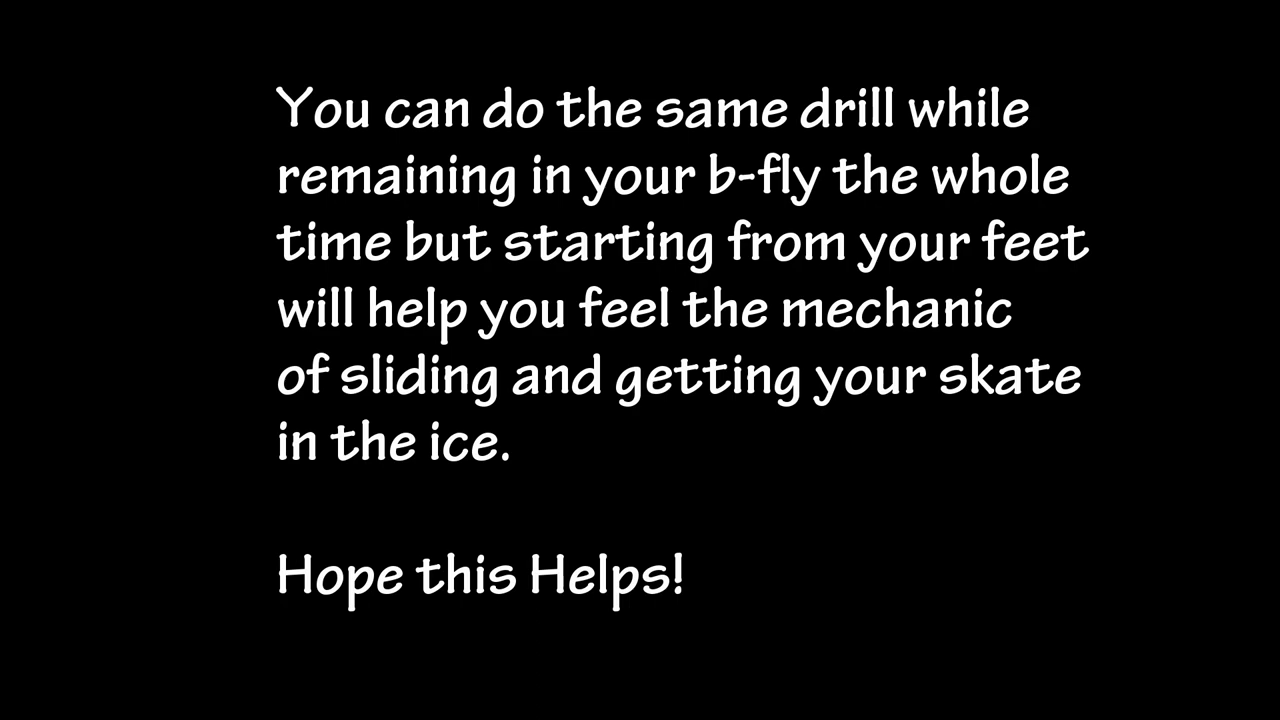 You can do the same drill while
remaining in your b-fly the whole
time but starting from your feet
will help you feel the mechanic
of sliding and getting your skate
in the ice.
Hope this Helps!